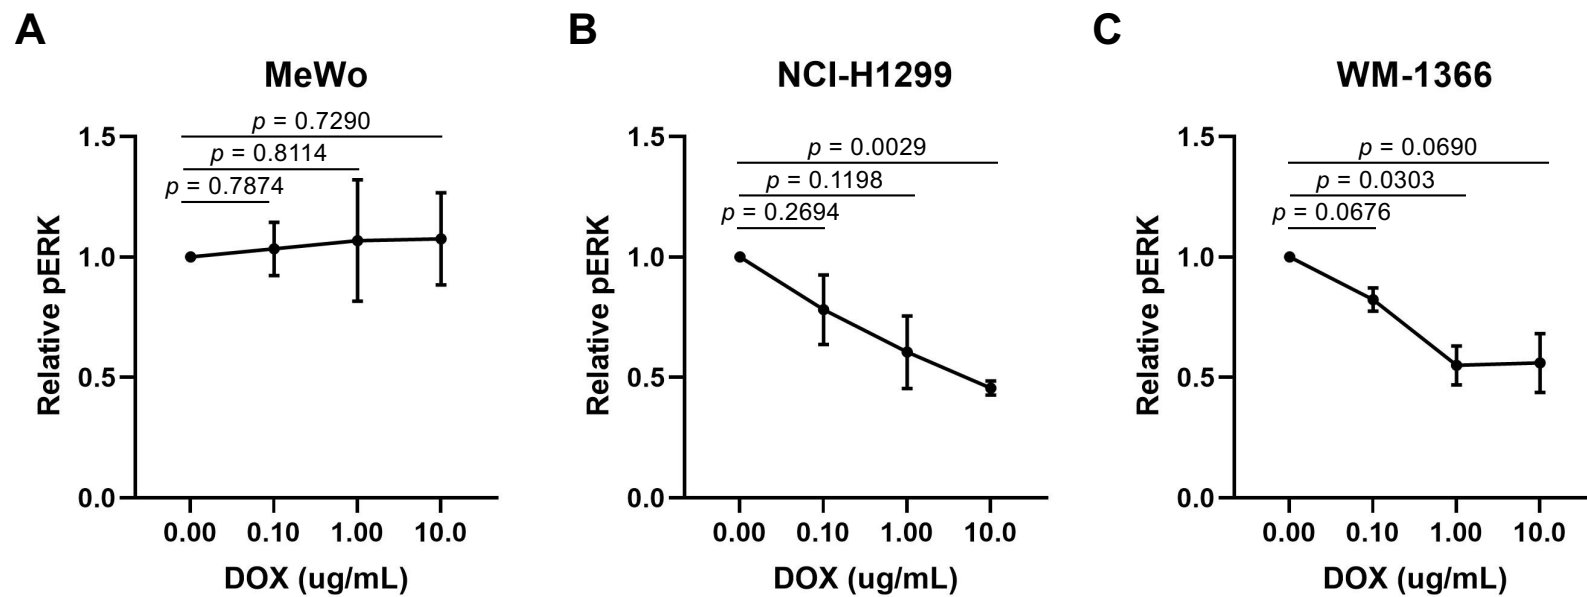 A
MeWo
p = 0.7290
p = 0.8114
p = 0.7874
1.5
1.0
0.5
0.0
Relative pERK
0.00 0.10 1.00 10.0
DOX (ug/mL)
B
NCI-H1299
p = 0.0029
p = 0.1198
p = 0.2694
1.5
1.0
0.5
0.0
Relative pERK
0.00 0.10 1.00 10.0
DOX (ug/mL)
C
WM-1366
p = 0.0690
p = 0.0303
p = 0.0676
1.5
1.0
0.5
0.0
Relative pERK
0.00 0.10 1.00 10.0
DOX (ug/mL)